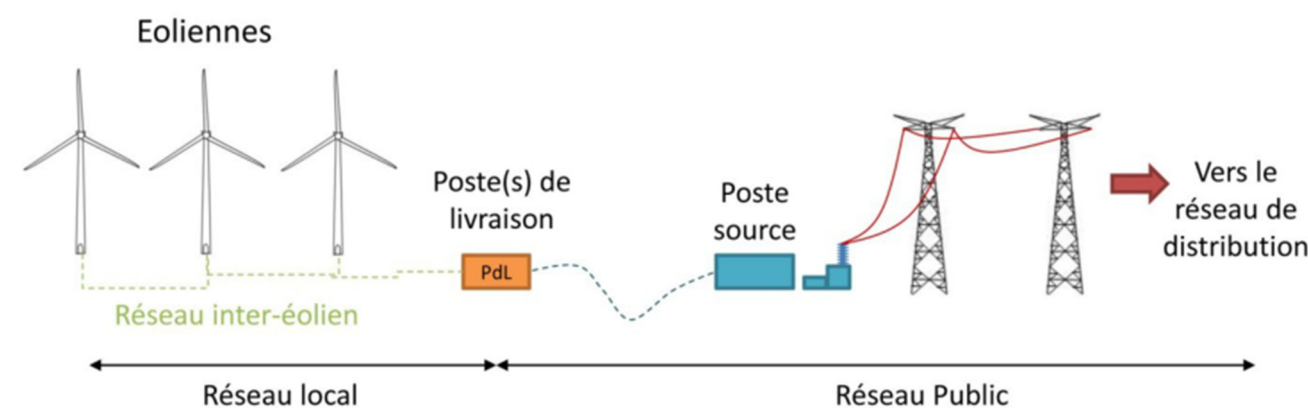 Eoliennes
Poste(s) de
livraison
Poste
source
Vers le
réseau de
distribution
PdL
Réseau inter-éolien
Réseau local
Réseau Public